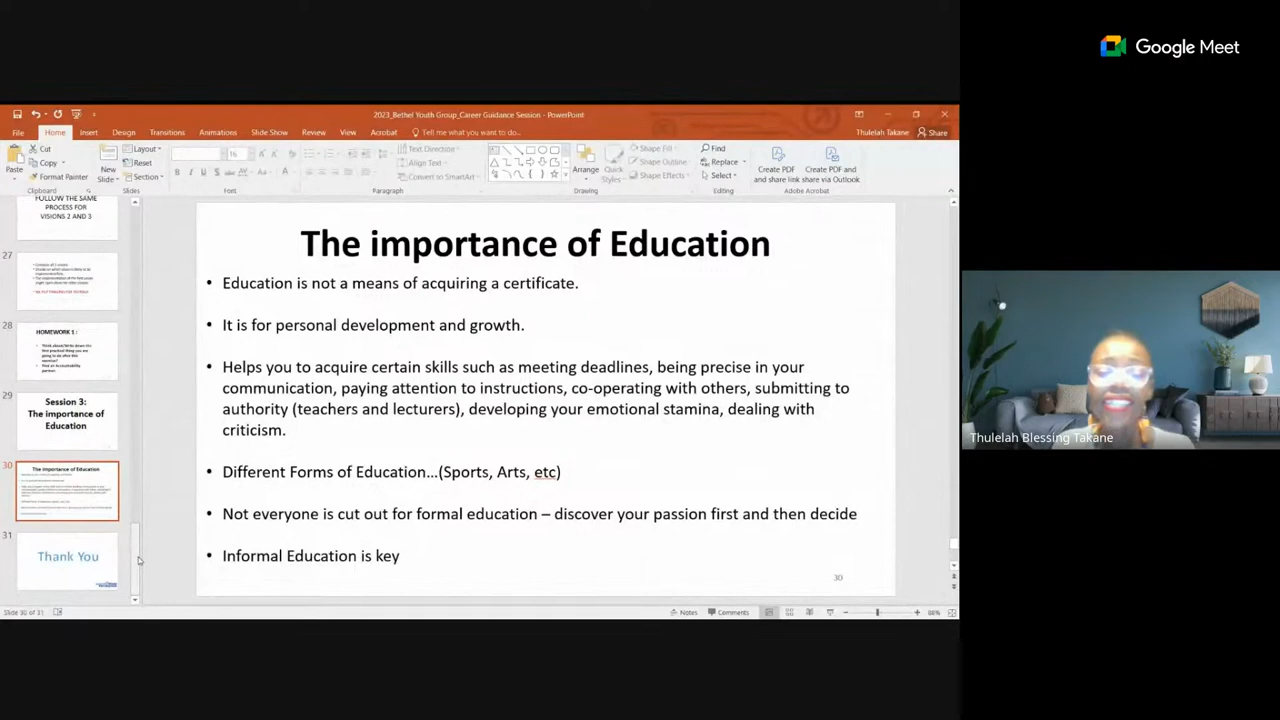 Google Meet
2023_Bethel Youth Group_Career Guidance Session - PowerPoint
File Home Insert Design Transitions Animations Slide Show Review View Acrobat Tell me what you want to do... Thulelah Takane Share
Paste
Cut
Copy
Format Painter
Clipboard
New
Slide
Layout
Reset
Section
Slides
16
Font
Text Direction
Align Text
Convert to SmartArt
Paragraph
Arrange
Quick
Styles
Shape Fill
Shape Outline
Shape Effects
Drawing
Find
Replace
Select
Editing
Create PDF
and share link
Create PDF and
share via Outlook
Adobe Acrobat
FOLLOW THE SAME
PROCESS FOR
VISIONS 2 AND 3
27
28
HOMEWORK 1 :
29
Session 3:
The importance of
Education
30
The importance of Education
31
Thank You
The importance of Education
• Education is not a means of acquiring a certificate.
• It is for personal development and growth.
• Helps you to acquire certain skills such as meeting deadlines, being precise in your
communication, paying attention to instructions, co-operating with others, submitting to
authority (teachers and lecturers), developing your emotional stamina, dealing with
criticism.
• Different Forms of Education...(Sports, Arts, etc)
• Not everyone is cut out for formal education – discover your passion first and then decide
• Informal Education is key
30
Thulelah Blessing Takane
Slide 30 of 31
Notes Comments 88%